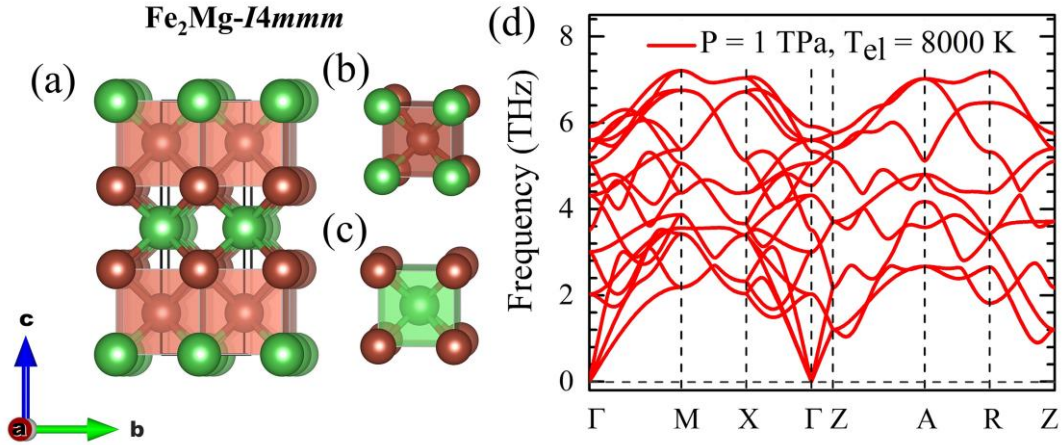 Fe₂Mg-I4mmm
(a)
(b)
(c)
c
a
b
(d)
P = 1 TPa, Tel = 8000 K
Frequency (THz)
8
6
4
2
0
Γ M X Γ Z A R Z